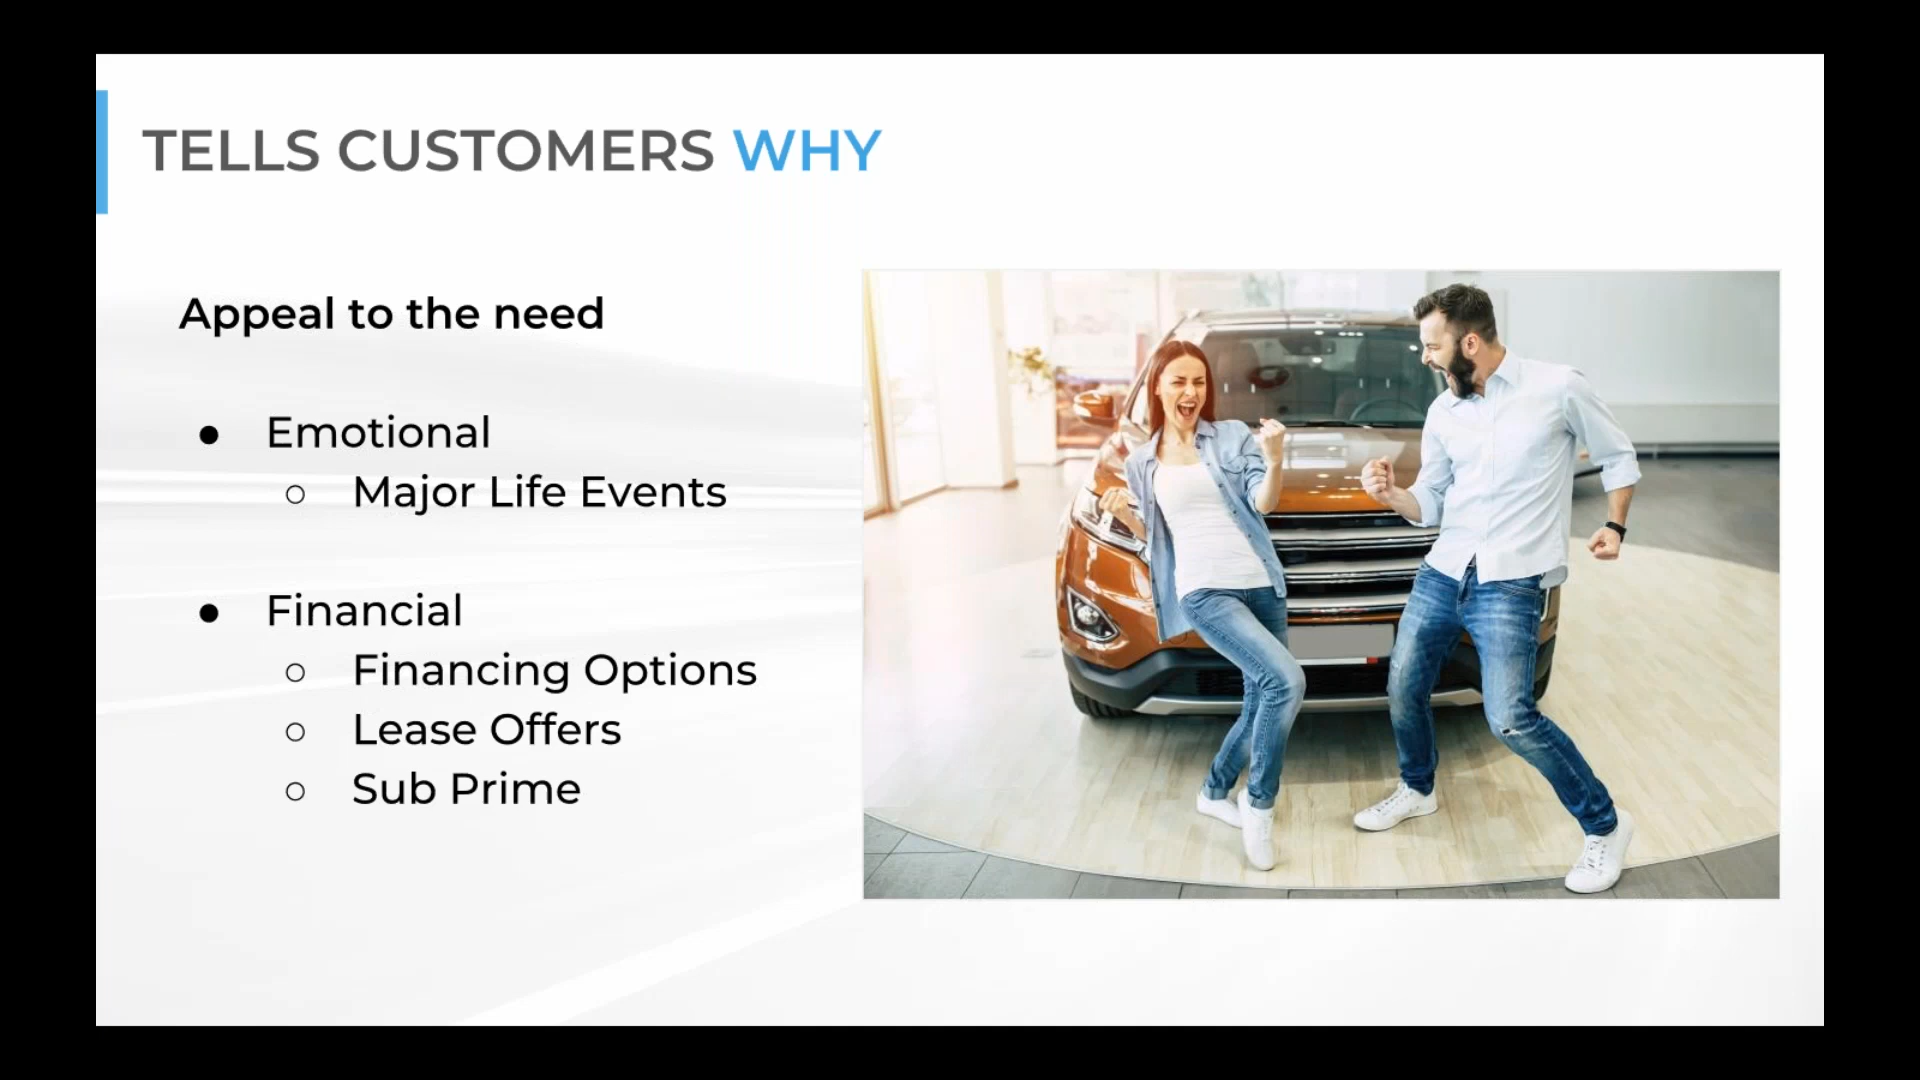 TELLS CUSTOMERS WHY
Appeal to the need
● Emotional
○ Major Life Events
● Financial
○ Financing Options
○ Lease Offers
○ Sub Prime